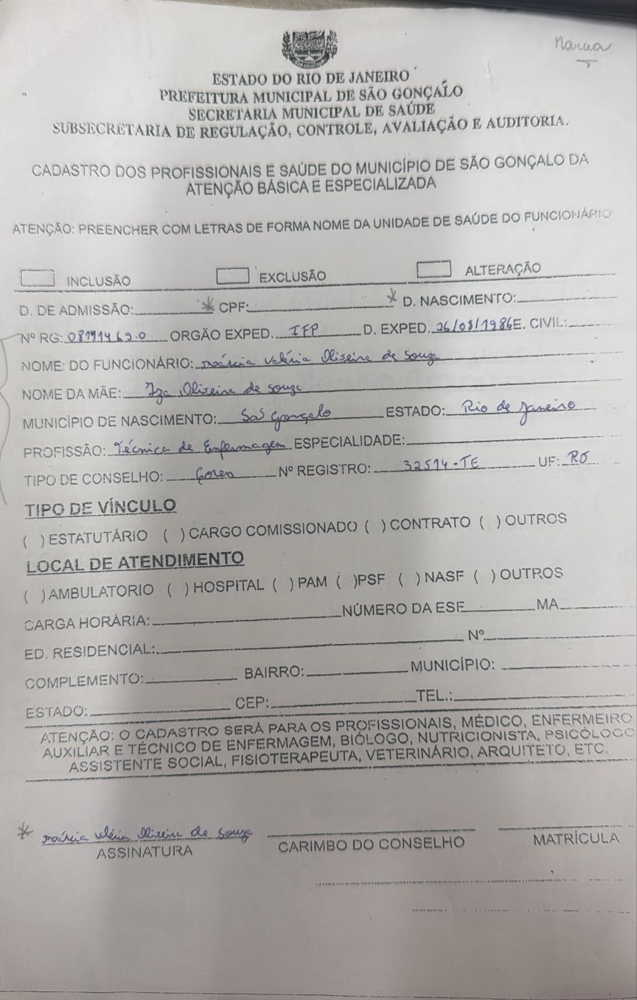 Marcia
ESTADO DO RIO DE JANEIRO
PREFEITURA MUNICIPAL DE SÃO GONÇALO
SECRETARIA MUNICIPAL DE SAÚDE
SUBSECRETARIA DE REGULAÇÃO, CONTROLE, AVALIAÇÃO E AUDITORIA.
CADASTRO DOS PROFISSIONAIS E SAÚDE DO MUNICÍPIO DE SÃO GONÇALO DA
ATENÇÃO BÁSICA E ESPECIALIZADA
ATENÇÃO: PREENCHER COM LETRAS DE FORMA NOME DA UNIDADE DE SAÚDE DO FUNCIONÁRIO
INCLUSÃO EXCLUSÃO ALTERAÇÃO
D. DE ADMISSÃO: * CPF: * D. NASCIMENTO:
Nº RG: ORGÃO EXPED. IFP D. EXPED. 26/08/1986 E. CIVIL:
NOME: DO FUNCIONÁRIO: Márcia Valéria Oliveira de Souza
NOME DA MÃE: Iza Oliveira de Souza
MUNICÍPIO DE NASCIMENTO: São Gonçalo ESTADO: Rio de Janeiro
PROFISSÃO: Técnica de Enfermagem ESPECIALIDADE:
TIPO DE CONSELHO: Coren Nº REGISTRO: 32514-TE UF: RJ
TIPO DE VÍNCULO
( ) ESTATUTÁRIO ( ) CARGO COMISSIONADO ( ) CONTRATO ( ) OUTROS
LOCAL DE ATENDIMENTO
( ) AMBULATORIO ( ) HOSPITAL ( ) PAM ( )PSF ( ) NASF ( ) OUTROS
CARGA HORÁRIA: NÚMERO DA ESF MA
ED. RESIDENCIAL: Nº
COMPLEMENTO: BAIRRO: MUNICÍPIO:
ESTADO: CEP: TEL.:
ATENÇÃO: O CADASTRO SERÁ PARA OS PROFISSIONAIS, MÉDICO, ENFERMEIRO.
AUXILIAR E TÉCNICO DE ENFERMAGEM, BIÓLOGO, NUTRICIONISTA, PSICÓLOGO
ASSISTENTE SOCIAL, FISIOTERAPEUTA, VETERINÁRIO, ARQUITETO, ETC.
* Márcia Valéria Oliveira de Souza
ASSINATURA CARIMBO DO CONSELHO MATRÍCULA